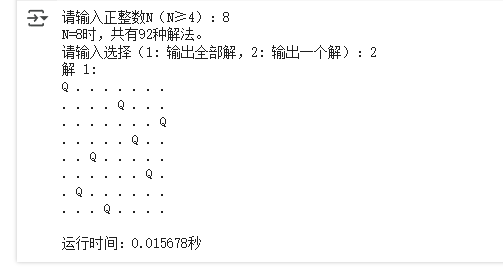 请输入正整数N（N≥4）：8
N=8时，共有92种解法。
请输入选择（1：输出全部解，2：输出一个解）：2
解 1：
Q . . . . . . .
. . . . Q . . .
. . . . . . . Q
. . . . . Q . .
. . Q . . . . .
. . . . . . Q .
. Q . . . . . .
. . . Q . . . .
运行时间：0.015678秒